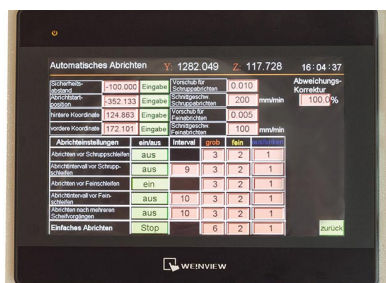 Automatisches Abrichten Y: 1282.049 Z: 117.728 16:04:37
Sicherheits-abstand -100.000 Eingabe Vorschub für Schruppabrichten 0.010 Abweichungs-Korrektur
Abrichtstart-position -352.133 Eingabe Schnittgeschw. Schruppabrichten 200 mm/min 100.0 %
hintere Koordinate 124.863 Eingabe Vorschub für Feinabrichten 0.005
vordere Koordinate 172.101 Eingabe Schnittgeschw. Feinabrichten 100 mm/min
Abrichteinstellungen ein/aus Interval grob fein
Abrichten vor Schruppschleifen aus 3 2 1
Abrichtintervall vor Schrupp-schleifen aus 9 3 2 1
Abrichten vor Feinschleifen ein 3 2 1
Abrichtintervall vor Fein-schleifen aus 10 3 2 1
Abrichten nach mehreren Scheifvorgängen aus 10 3 2 1
Einfaches Abrichten Stop 6 2 1 zurück
WEINVIEW